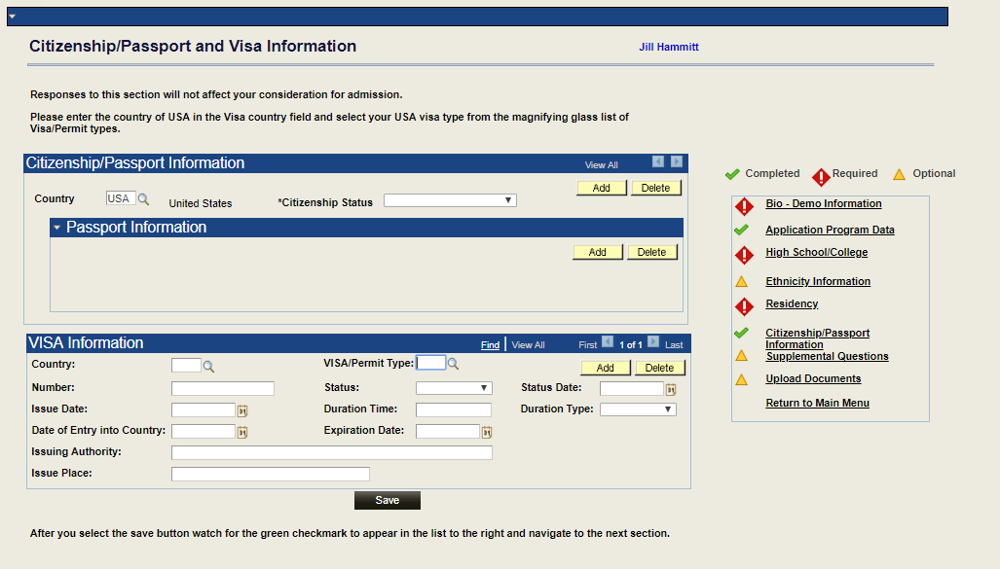 Citizenship/Passport and Visa Information
Jill Hammitt
Responses to this section will not affect your consideration for admission.
Please enter the country of USA in the Visa country field and select your USA visa type from the magnifying glass list of
Visa/Permit types.
Citizenship/Passport Information
View All
Add Delete
Country USA United States *Citizenship Status
Passport Information
Add Delete
VISA Information
Find View All First 1 of 1 Last
Country: VISA/Permit Type: Add Delete
Number: Status: Status Date:
Issue Date: Duration Time: Duration Type:
Date of Entry into Country: Expiration Date:
Issuing Authority:
Issue Place:
Save
After you select the save button watch for the green checkmark to appear in the list to the right and navigate to the next section.
Completed Required Optional
Bio - Demo Information
Application Program Data
High School/College
Ethnicity Information
Residency
Citizenship/Passport
Information
Supplemental Questions
Upload Documents
Return to Main Menu